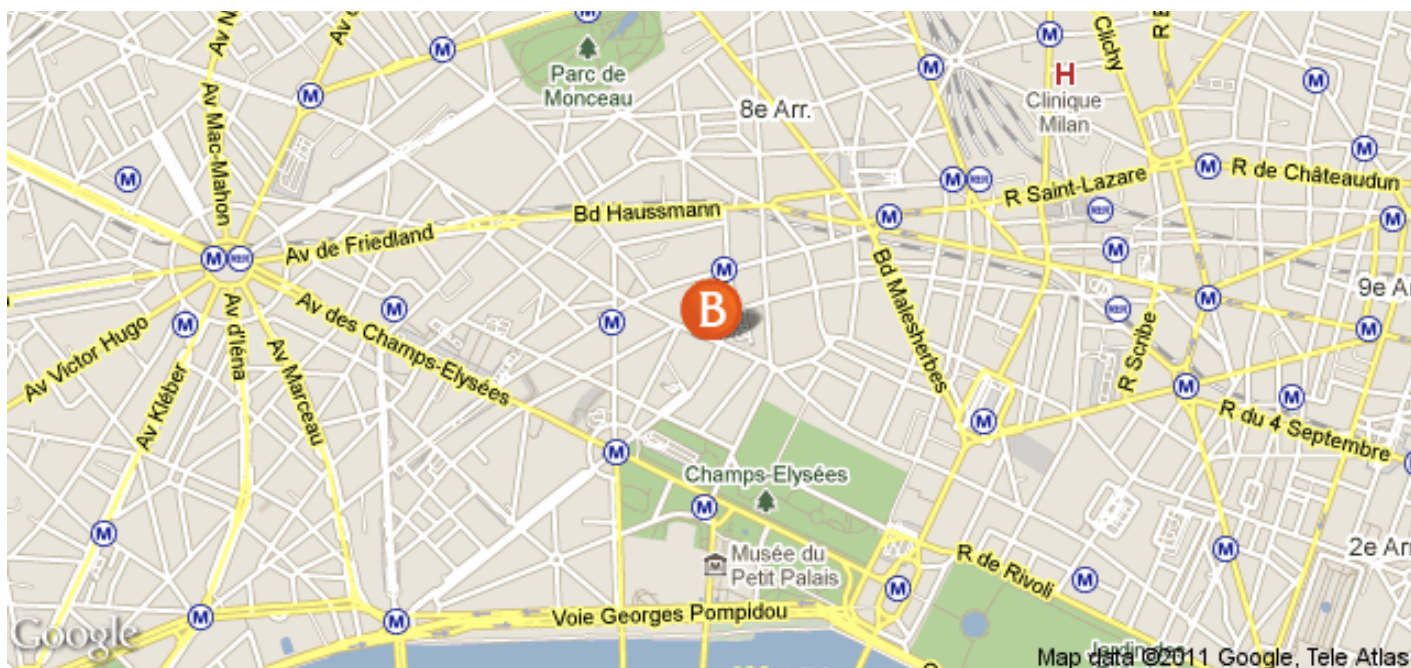 Av Mac-Mahon
Parc de
Monceau
8e Arr.
H
Clinique
Milan
Clichy
R Saint-Lazare
R de Châteaudun
Bd Haussmann
Av de Friedland
RER
B
Bd Malesherbes
R Scribe
Av des Champs-Elysées
Av Victor Hugo
Av d'Iéna
Av Kléber
Av Marceau
R du 4 Septembre
Champs-Elysées
Musée du
Petit Palais
R de Rivoli
Voie Georges Pompidou
Google
Map data ©2011 Google, Tele Atlas